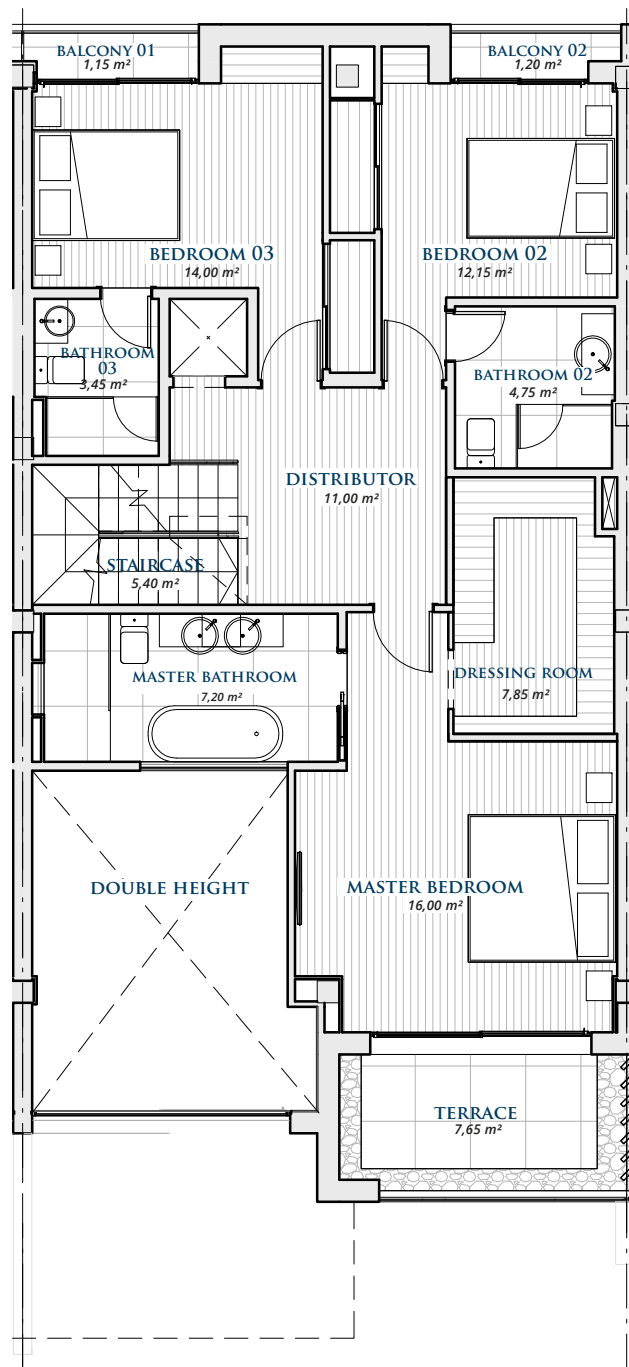 BALCONY 01
1,15 m²
BALCONY 02
1,20 m²
BEDROOM 03
14,00 m²
BEDROOM 02
12,15 m²
BATHROOM
03
3,45 m²
BATHROOM 02
4,75 m²
DISTRIBUTOR
11,00 m²
STAIRCASE
5,40 m²
MASTER BATHROOM
7,20 m²
DRESSING ROOM
7,85 m²
DOUBLE HEIGHT
MASTER BEDROOM
16,00 m²
TERRACE
7,65 m²